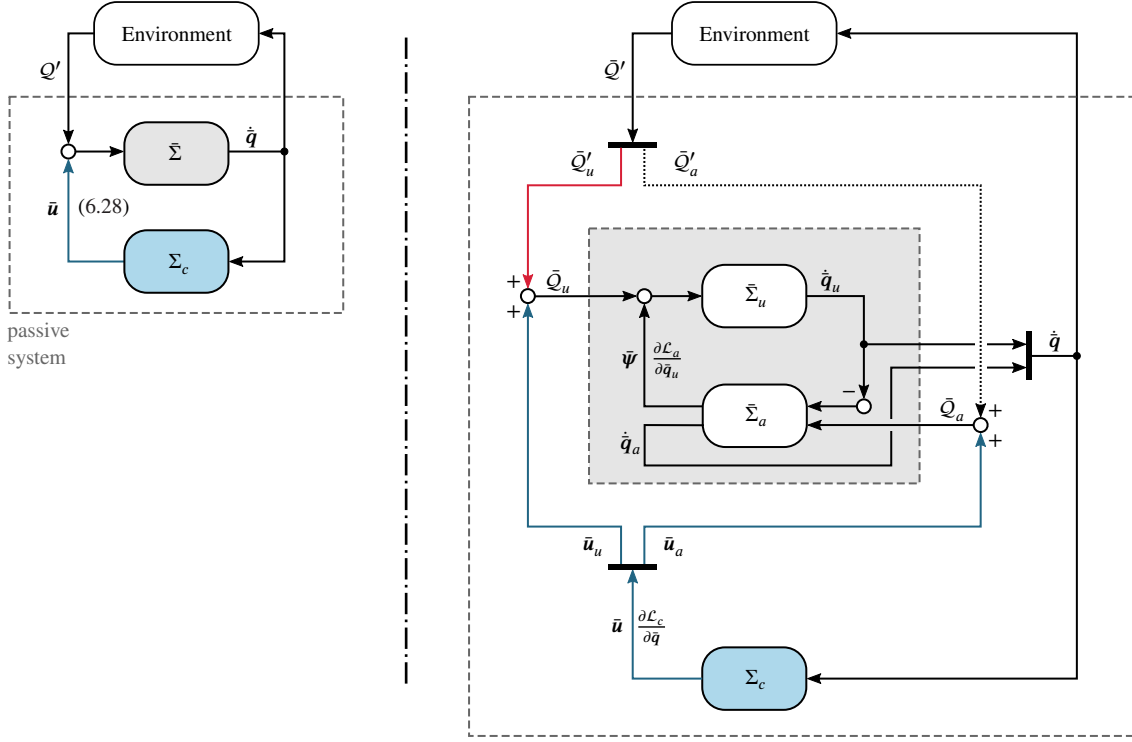 Environment
Q′
q̄̇
Σ̄
ū (6.28)
Σ_c
passive
system
Environment
Q̄′
Q̄′_u
Q̄′_a
+
+
Q̄_u
Σ̄_u
q̄̇_u
ψ̄ ∂ℒ_a/∂q̄_u
−
Σ̄_a
q̄̇_a
q̄̇
Q̄_a
+
+
ū_u
ū_a
ū ∂ℒ_c/∂q̄
Σ_c